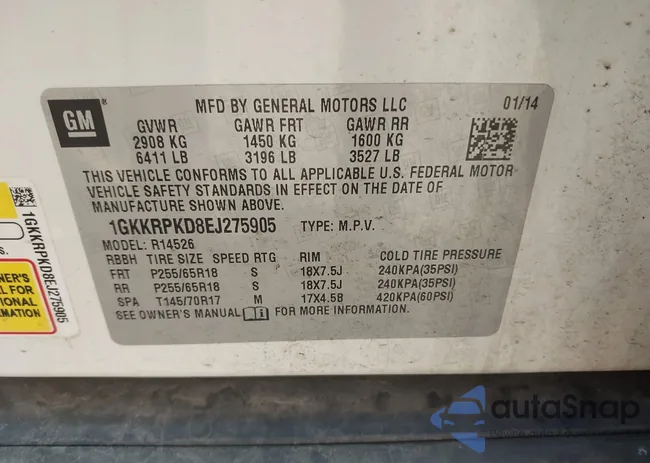 GM
MFD BY GENERAL MOTORS LLC 01/14
GVWR GAWR FRT GAWR RR
2908 KG 1450 KG 1600 KG
6411 LB 3196 LB 3527 LB
THIS VEHICLE CONFORMS TO ALL APPLICABLE U.S. FEDERAL MOTOR
VEHICLE SAFETY STANDARDS IN EFFECT ON THE DATE OF
MANUFACTURE SHOWN ABOVE.
1GKKRPKD8EJ275905 TYPE: M.P.V.
MODEL: R14526
RBBH TIRE SIZE SPEED RTG RIM COLD TIRE PRESSURE
FRT P255/65R18 S 18X7.5J 240KPA(35PSI)
RR P255/65R18 S 18X7.5J 240KPA(35PSI)
SPA T145/70R17 M 17X4.5B 420KPA(60PSI)
SEE OWNER'S MANUAL FOR MORE INFORMATION.
1GKKRPKD8EJ275905
WNER'S
L FOR
IONAL
MATION
autoSnap